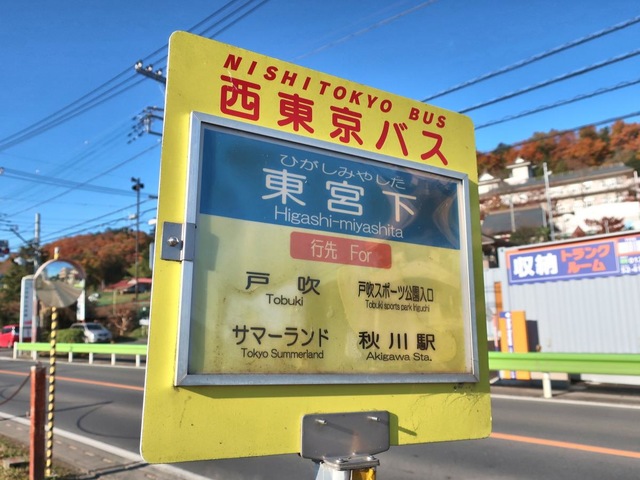 NISHITOKYO BUS
西東京バス
ひがしみやした
東宮下
Higashi-miyashita
行先 For
戸吹
Tobuki
戸吹スポーツ公園入口
Tobuki sports park Iriguchi
サマーランド
Tokyo Summerland
秋川駅
Akigawa Sta.
収納 トランクルーム